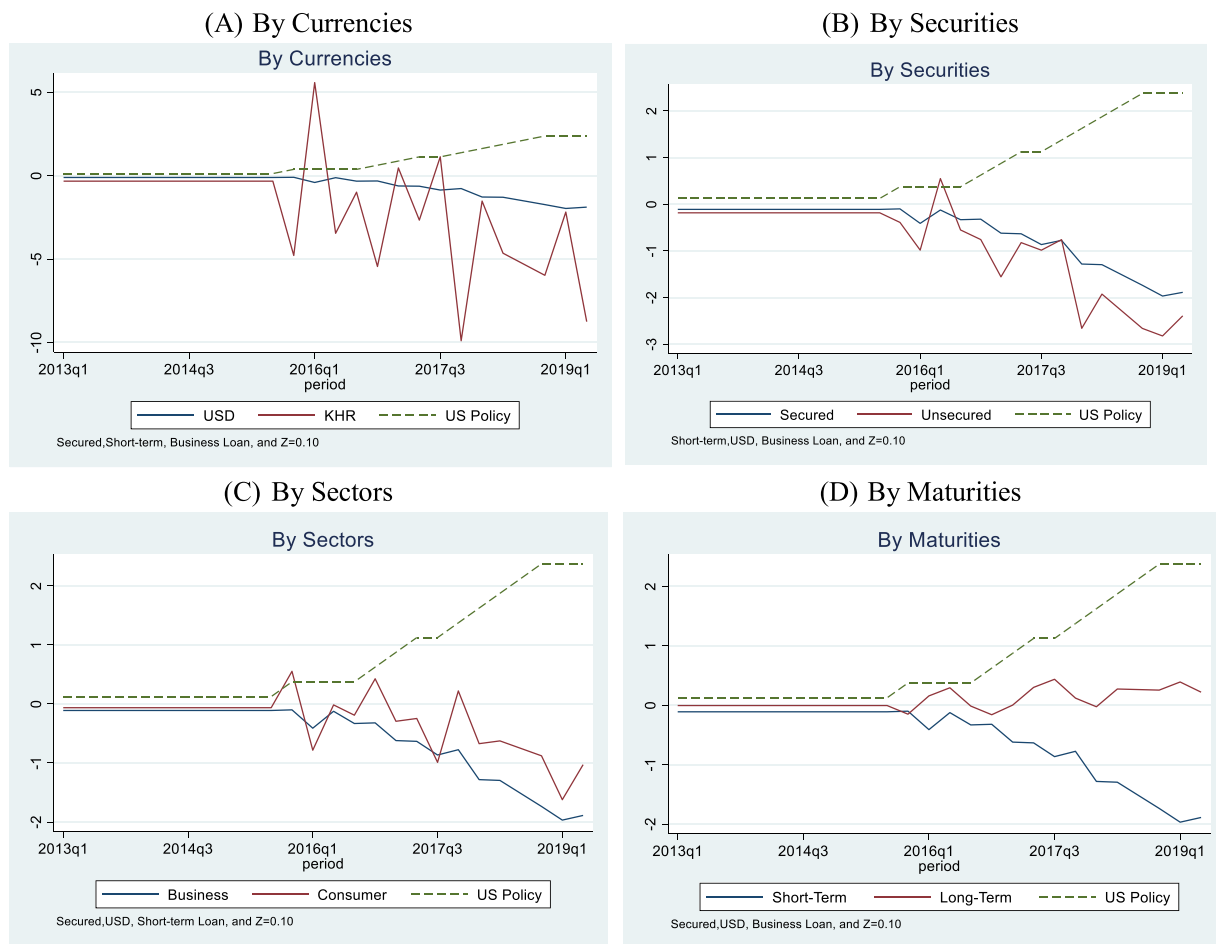 (A) By Currencies
By Currencies
5
0
-5
-10
2013q1 2014q3 2016q1 2017q3 2019q1
period
USD KHR US Policy
Secured,Short-term, Business Loan, and Z=0.10
(B) By Securities
By Securities
2
1
0
-1
-2
-3
2013q1 2014q3 2016q1 2017q3 2019q1
period
Secured Unsecured US Policy
Short-term,USD, Business Loan, and Z=0.10
(C) By Sectors
By Sectors
2
1
0
-1
-2
2013q1 2014q3 2016q1 2017q3 2019q1
period
Business Consumer US Policy
Secured,USD, Short-term Loan, and Z=0.10
(D) By Maturities
By Maturities
2
1
0
-1
-2
2013q1 2014q3 2016q1 2017q3 2019q1
period
Short-Term Long-Term US Policy
Secured,USD, Business Loan, and Z=0.10